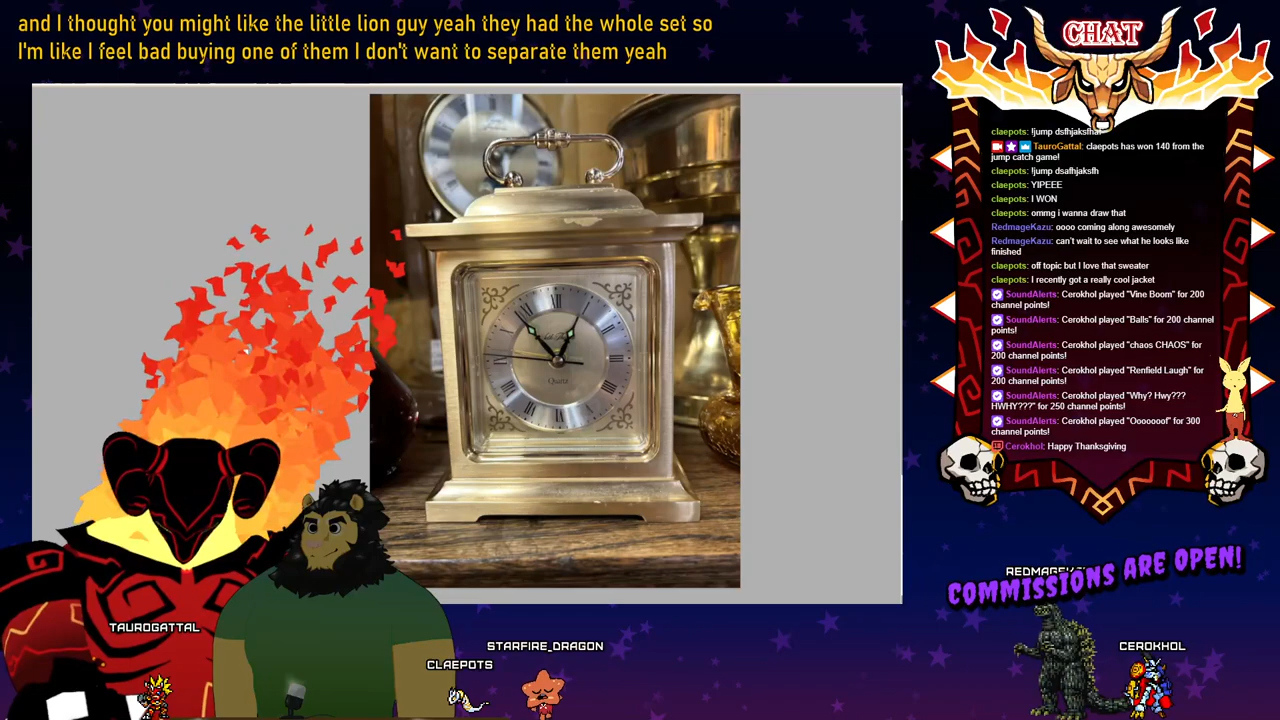 and I thought you might like the little lion guy yeah they had the whole set so
I'm like I feel bad buying one of them I don't want to separate them yeah
CHAT
claepots: !jump dsfhjaksfhaf
TauroGattal: claepots has won 140 from the
jump catch game!
claepots: !jump dsafhjaksfh
claepots: YIPEEE
claepots: I WON
claepots: ommg i wanna draw that
RedmageKazu: oooo coming along awesomely
RedmageKazu: can't wait to see what he looks like
finished
claepots: off topic but I love that sweater
claepots: I recently got a really cool jacket
SoundAlerts: Cerokhol played "Vine Boom" for 200
channel points!
SoundAlerts: Cerokhol played "Balls" for 200 channel
points!
SoundAlerts: Cerokhol played "chaos CHAOS" for
200 channel points!
SoundAlerts: Cerokhol played "Renfield Laugh" for
200 channel points!
SoundAlerts: Cerokhol played "Why? Hwy???
HWHY???" for 250 channel points!
SoundAlerts: Cerokhol played "Ooooooof" for 300
channel points!
Cerokhol: Happy Thanksgiving
Quartz
COMMISSIONS ARE OPEN!
TAUROGATTAL
CLAEPOTS
STARFIRE_DRAGON
CEROKHOL